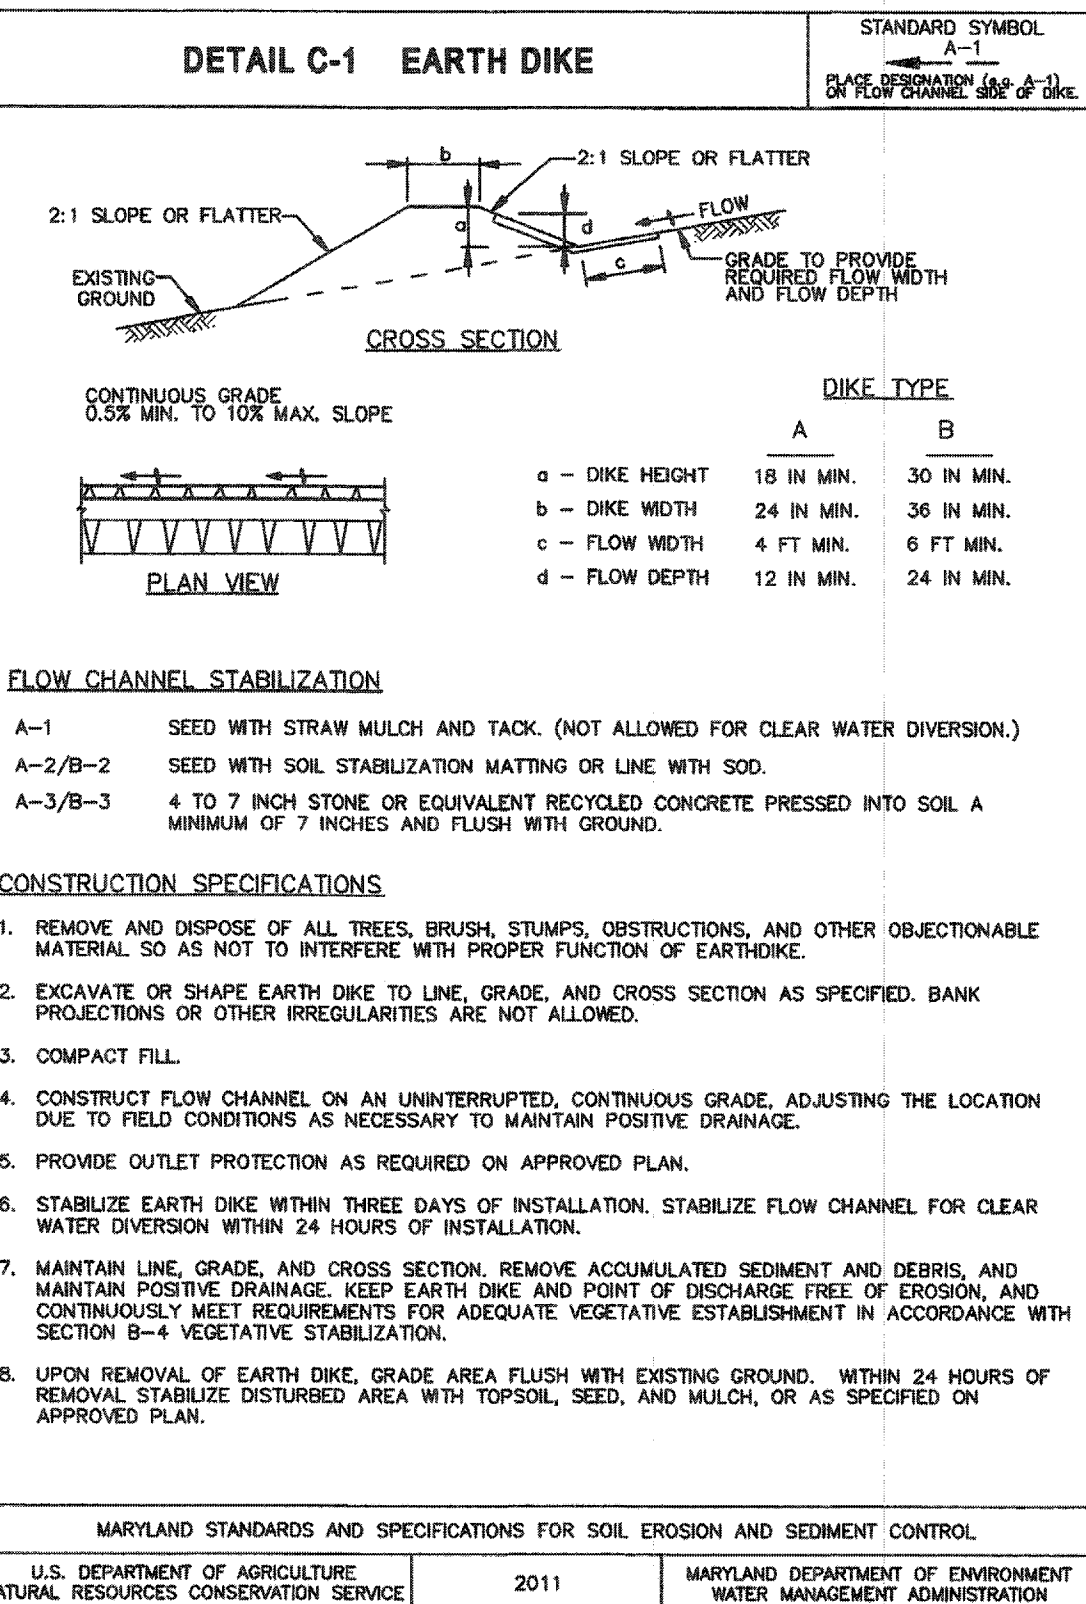 DETAIL C-1 EARTH DIKE
STANDARD SYMBOL
A-1
PLACE DESIGNATION (e.g. A-1)
ON FLOW CHANNEL SIDE OF DIKE.
b
2:1 SLOPE OR FLATTER
2:1 SLOPE OR FLATTER
a
d
FLOW
c
EXISTING
GROUND
GRADE TO PROVIDE
REQUIRED FLOW WIDTH
AND FLOW DEPTH
CROSS SECTION
CONTINUOUS GRADE
0.5% MIN. TO 10% MAX. SLOPE
PLAN VIEW
DIKE TYPE
A B
a - DIKE HEIGHT 18 IN MIN. 30 IN MIN.
b - DIKE WIDTH 24 IN MIN. 36 IN MIN.
c - FLOW WIDTH 4 FT MIN. 6 FT MIN.
d - FLOW DEPTH 12 IN MIN. 24 IN MIN.
FLOW CHANNEL STABILIZATION
A-1 SEED WITH STRAW MULCH AND TACK. (NOT ALLOWED FOR CLEAR WATER DIVERSION.)
A-2/B-2 SEED WITH SOIL STABILIZATION MATTING OR LINE WITH SOD.
A-3/B-3 4 TO 7 INCH STONE OR EQUIVALENT RECYCLED CONCRETE PRESSED INTO SOIL A
MINIMUM OF 7 INCHES AND FLUSH WITH GROUND.
CONSTRUCTION SPECIFICATIONS
1. REMOVE AND DISPOSE OF ALL TREES, BRUSH, STUMPS, OBSTRUCTIONS, AND OTHER OBJECTIONABLE
MATERIAL SO AS NOT TO INTERFERE WITH PROPER FUNCTION OF EARTHDIKE.
2. EXCAVATE OR SHAPE EARTH DIKE TO LINE, GRADE, AND CROSS SECTION AS SPECIFIED. BANK
PROJECTIONS OR OTHER IRREGULARITIES ARE NOT ALLOWED.
3. COMPACT FILL.
4. CONSTRUCT FLOW CHANNEL ON AN UNINTERRUPTED, CONTINUOUS GRADE, ADJUSTING THE LOCATION
DUE TO FIELD CONDITIONS AS NECESSARY TO MAINTAIN POSITIVE DRAINAGE.
5. PROVIDE OUTLET PROTECTION AS REQUIRED ON APPROVED PLAN.
6. STABILIZE EARTH DIKE WITHIN THREE DAYS OF INSTALLATION. STABILIZE FLOW CHANNEL FOR CLEAR
WATER DIVERSION WITHIN 24 HOURS OF INSTALLATION.
7. MAINTAIN LINE, GRADE, AND CROSS SECTION. REMOVE ACCUMULATED SEDIMENT AND DEBRIS, AND
MAINTAIN POSITIVE DRAINAGE. KEEP EARTH DIKE AND POINT OF DISCHARGE FREE OF EROSION, AND
CONTINUOUSLY MEET REQUIREMENTS FOR ADEQUATE VEGETATIVE ESTABLISHMENT IN ACCORDANCE WITH
SECTION B-4 VEGETATIVE STABILIZATION.
8. UPON REMOVAL OF EARTH DIKE, GRADE AREA FLUSH WITH EXISTING GROUND. WITHIN 24 HOURS OF
REMOVAL STABILIZE DISTURBED AREA WITH TOPSOIL, SEED, AND MULCH, OR AS SPECIFIED ON
APPROVED PLAN.
MARYLAND STANDARDS AND SPECIFICATIONS FOR SOIL EROSION AND SEDIMENT CONTROL
U.S. DEPARTMENT OF AGRICULTURE
ATURAL RESOURCES CONSERVATION SERVICE
2011
MARYLAND DEPARTMENT OF ENVIRONMENT
WATER MANAGEMENT ADMINISTRATION